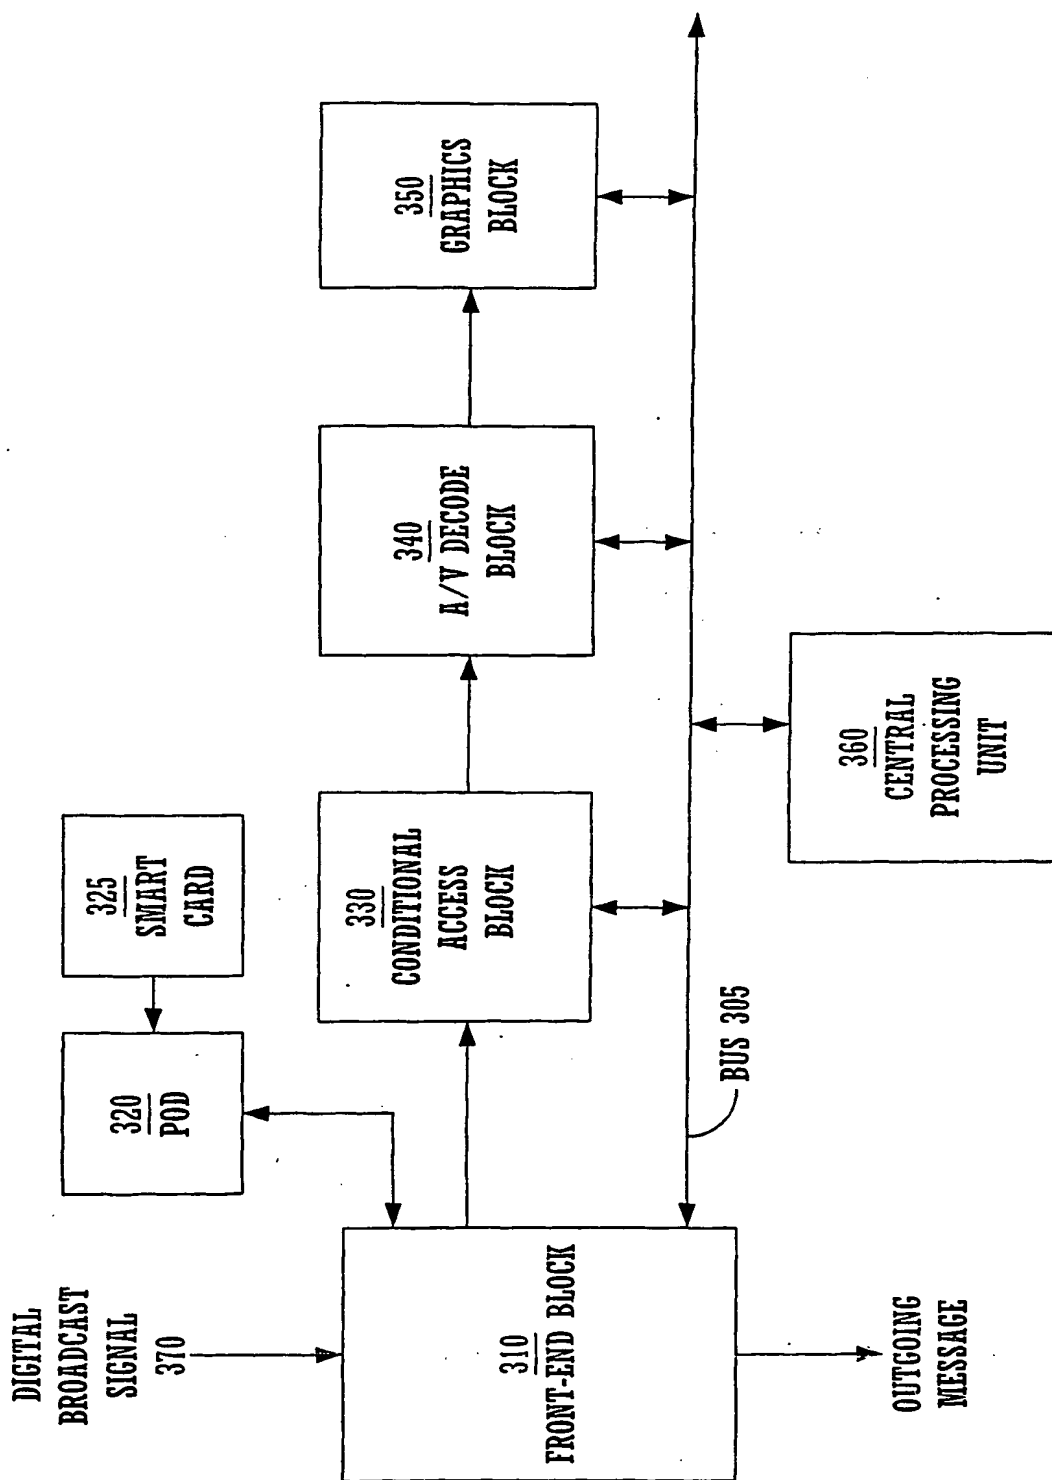 DIGITAL
BROADCAST
SIGNAL
370
310
FRONT-END BLOCK
OUTGOING
MESSAGE
320
POD
325
SMART
CARD
330
CONDITIONAL
ACCESS
BLOCK
BUS 305
340
A/V DECODE
BLOCK
360
CENTRAL
PROCESSING
UNIT
350
GRAPHICS
BLOCK